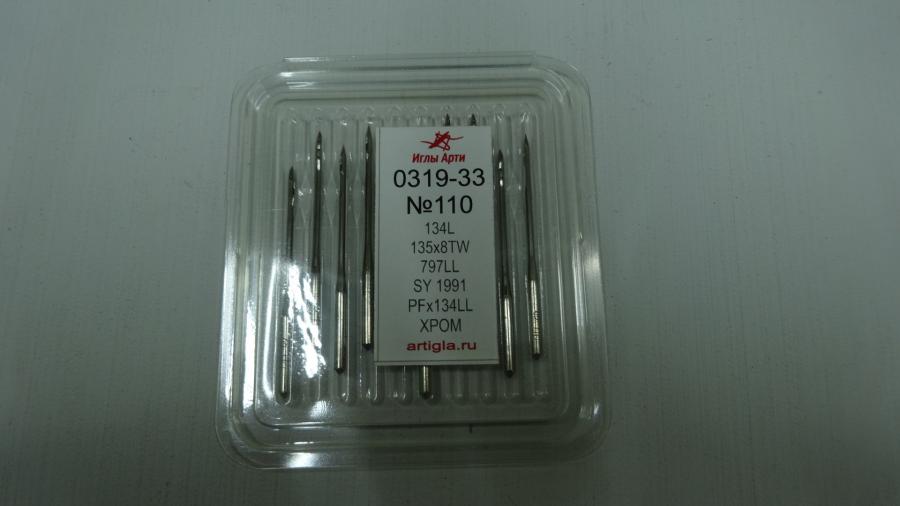 Иглы Арти
0319-33
№110
134L
135x8TW
797LL
SY 1991
PFx134LL
ХРОМ
artigla.ru